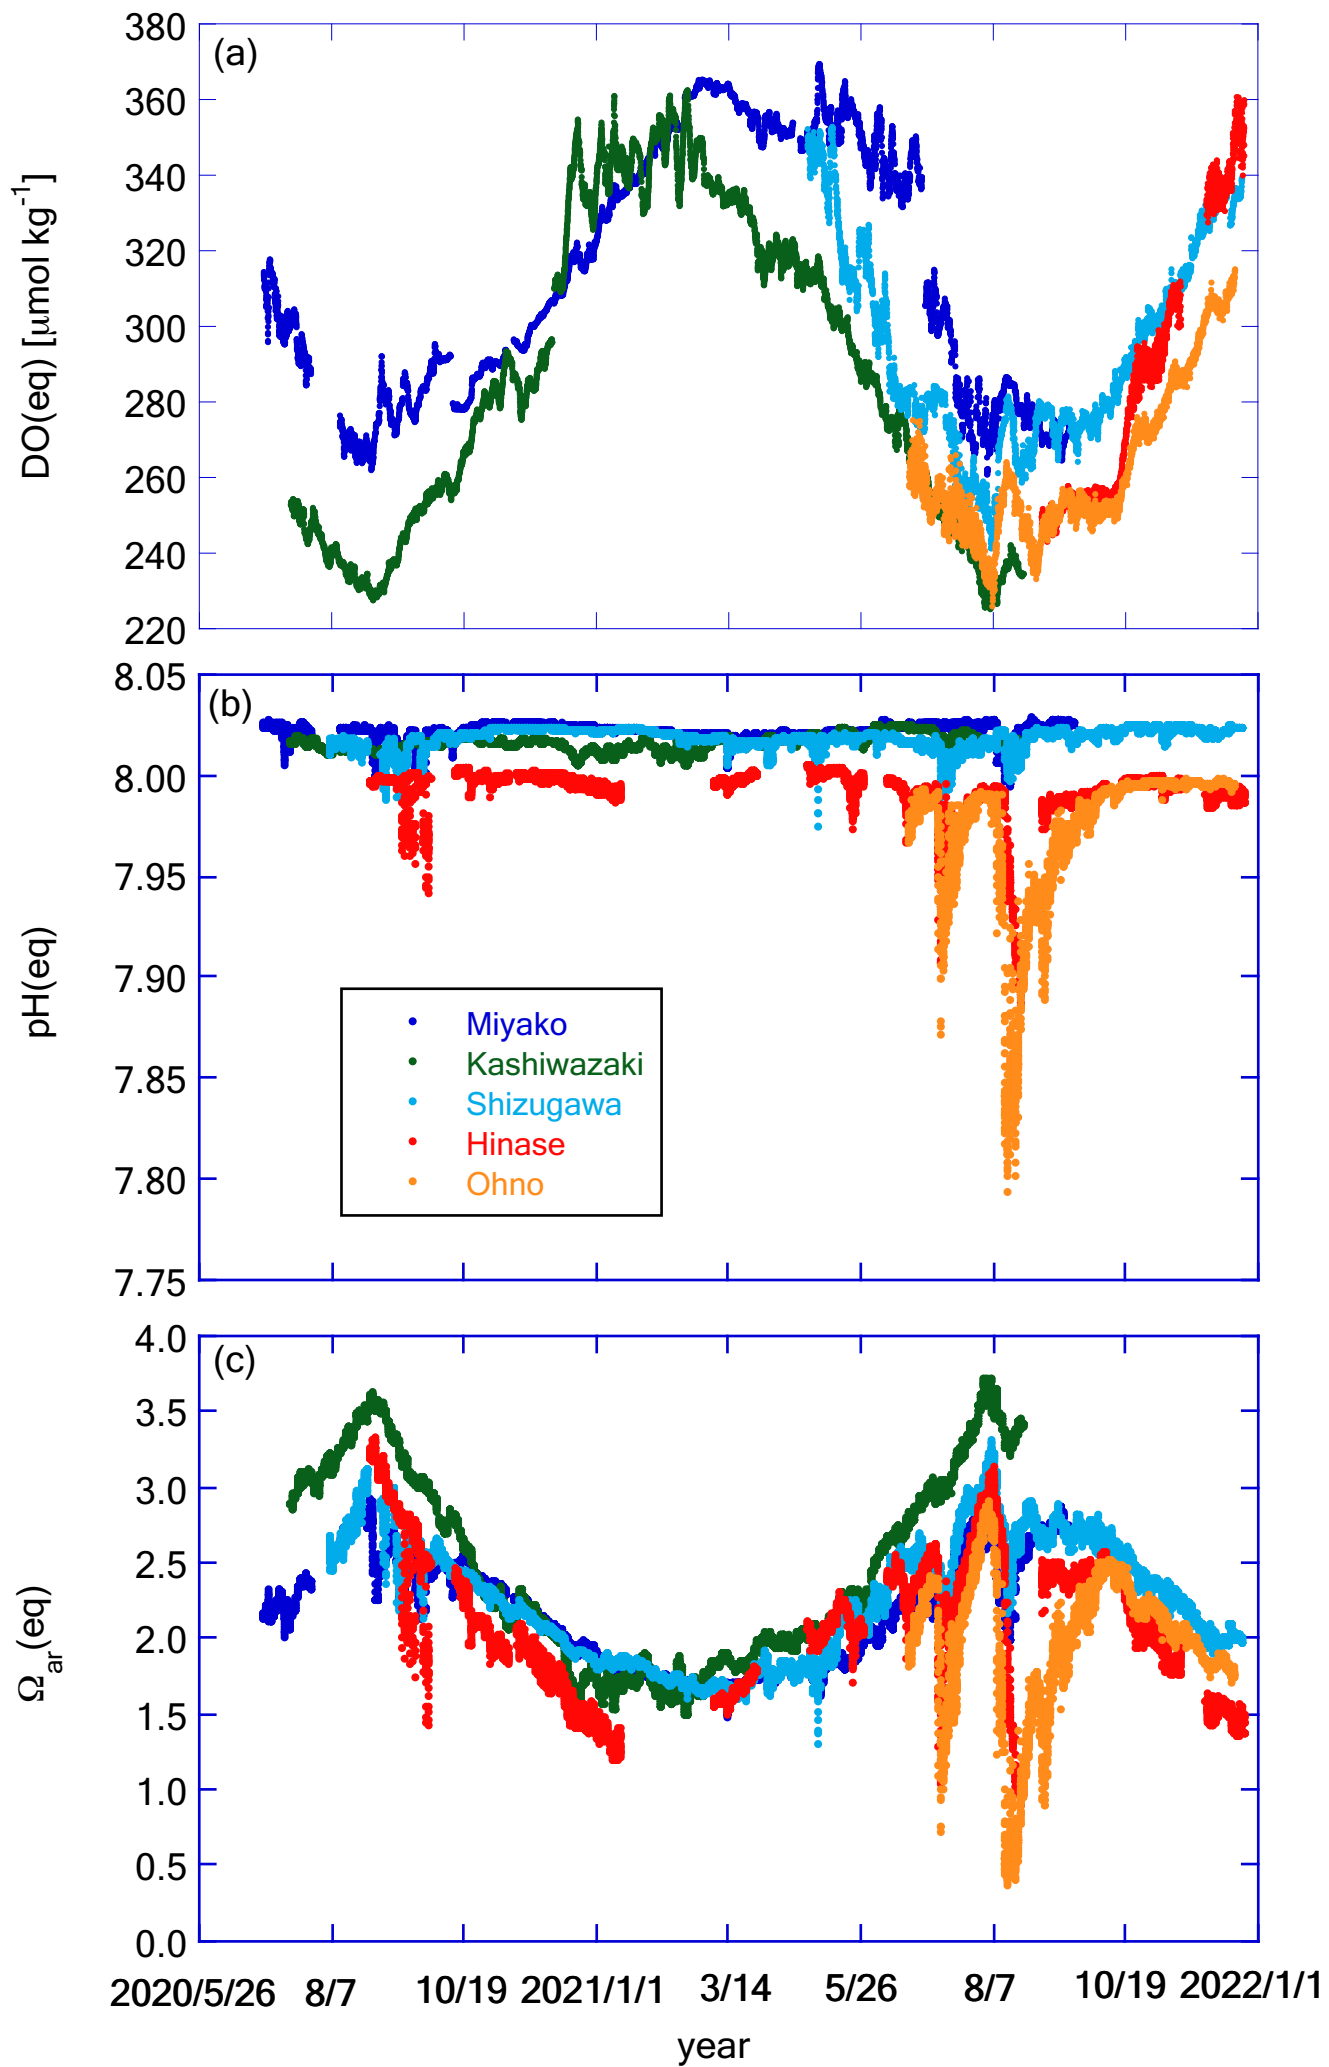 (a)
380
360
340
320
300
280
260
240
220
DO(eq) [μmol kg⁻¹]
(b)
8.05
8.00
7.95
7.90
7.85
7.80
7.75
pH(eq)
Miyako
Kashiwazaki
Shizugawa
Hinase
Ohno
(c)
4.0
3.5
3.0
2.5
2.0
1.5
1.0
0.5
0.0
Ωar(eq)
2020/5/26 8/7 10/19 2021/1/1 3/14 5/26 8/7 10/19 2022/1/1
year